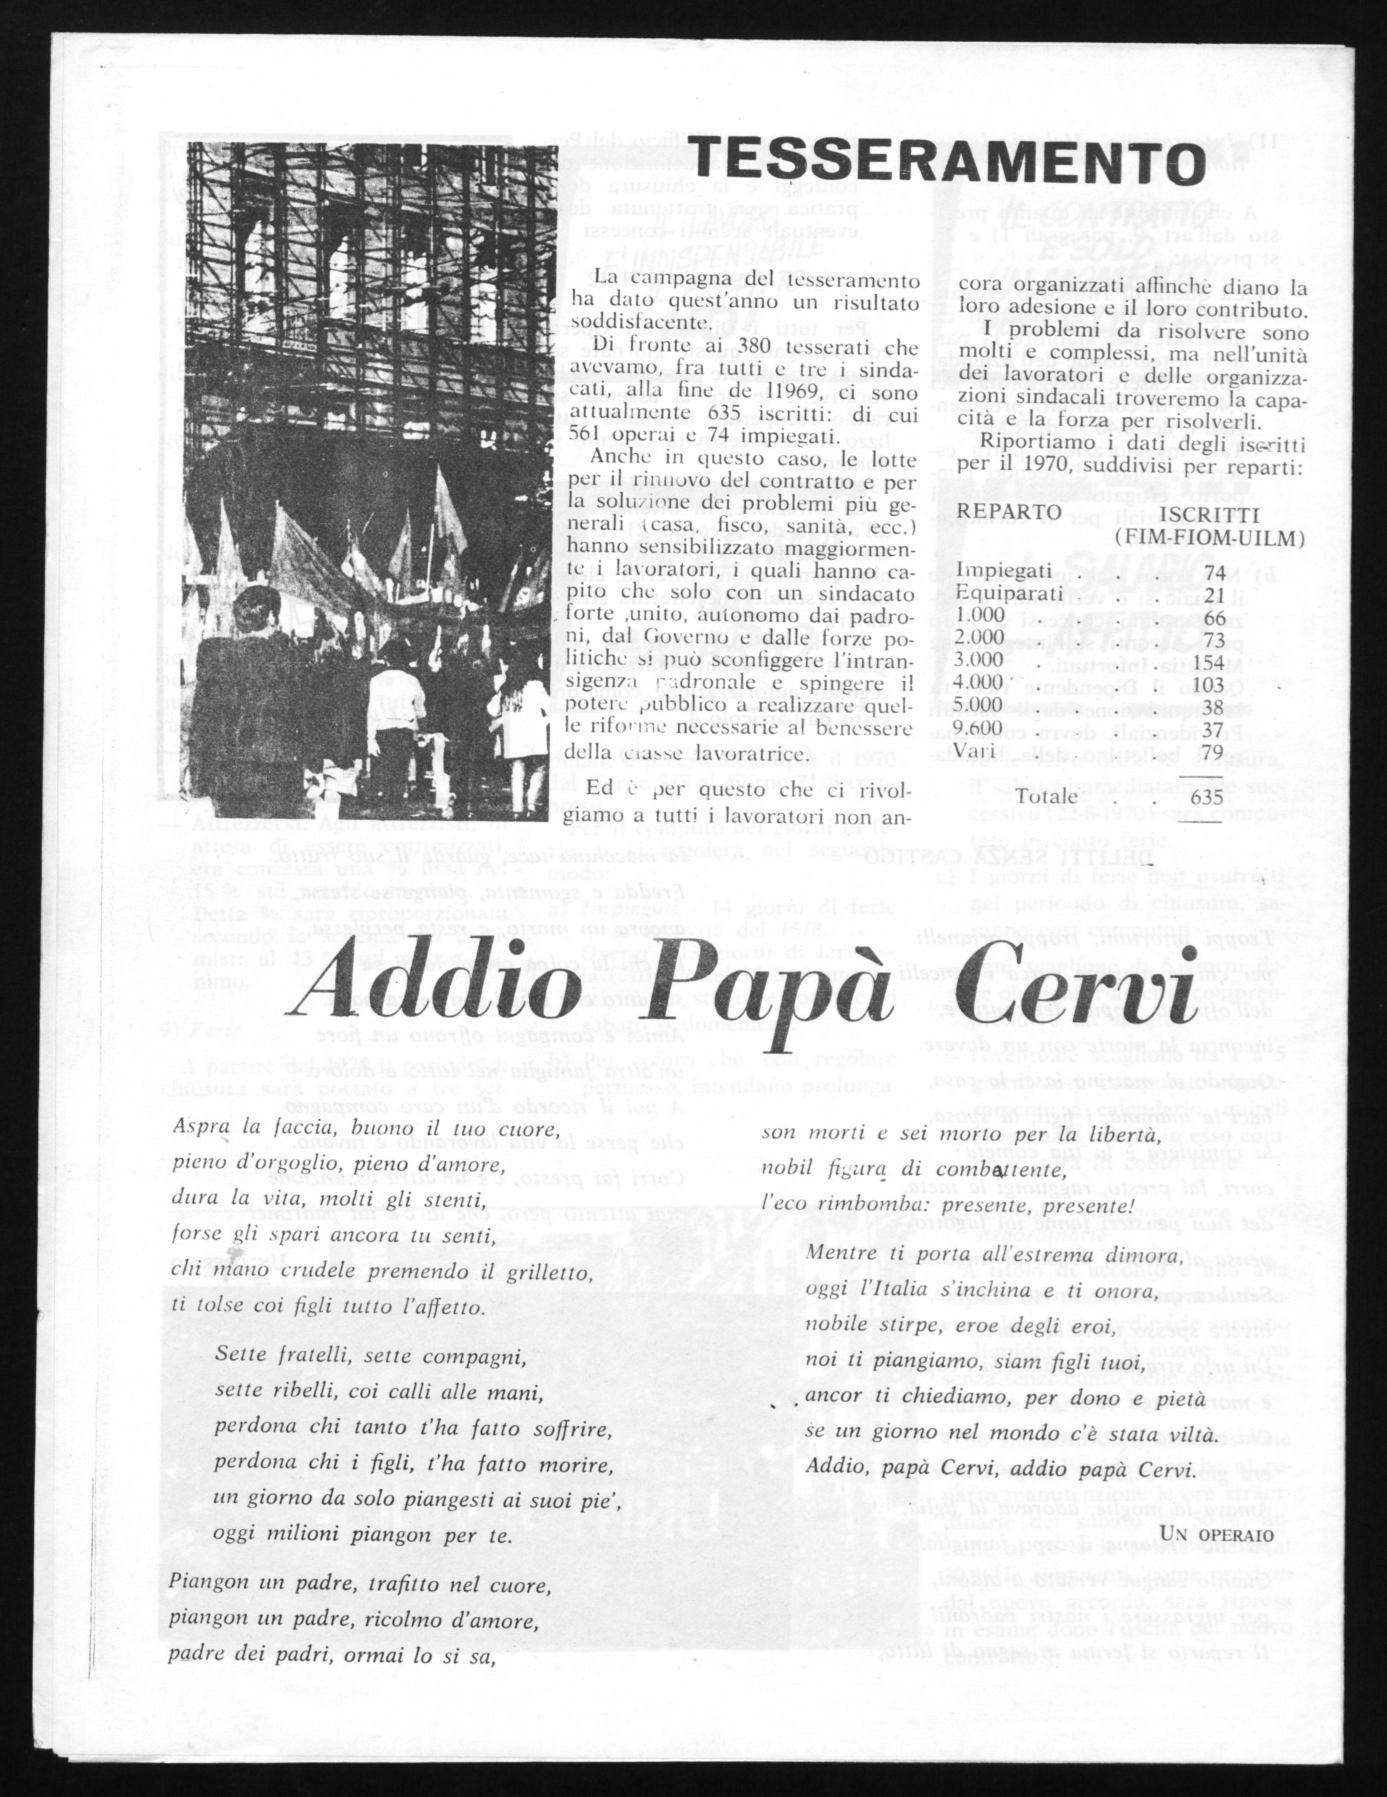 TESSERAMENTO
La campagna del tesseramento
ha dato quest'anno un risultato
soddisfacente.
Di fronte ai 380 tesserati che
avevamo, fra tutti e tre i sinda-
cati, alla fine de l1969, ci sono
attualmente 635 iscritti: di cui
561 operai e 74 impiegati.
Anche in questo caso, le lotte
per il rinnovo del contratto e per
la soluzione dei problemi più ge-
nerali (casa, fisco, sanità, ecc.)
hanno sensibilizzato maggiormen-
te i lavoratori, i quali hanno ca-
pito che solo con un sindacato
forte ,unito, autonomo dai padro-
ni, dal Governo e dalle forze po-
litiche si può sconfiggere l'intran-
sigenza padronale e spingere il
potere pubblico a realizzare quel-
le riforme necessarie al benessere
della classe lavoratrice.
Ed è per questo che ci rivol-
giamo a tutti i lavoratori non an-
cora organizzati affinchè diano la
loro adesione e il loro contributo.
I problemi da risolvere sono
molti e complessi, ma nell'unità
dei lavoratori e delle organizza-
zioni sindacali troveremo la capa-
cità e la forza per risolverli.
Riportiamo i dati degli iscritti
per il 1970, suddivisi per reparti:
REPARTO ISCRITTI
(FIM-FIOM-UILM)
Impiegati . . 74
Equiparati . . . 21
1.000 . . . . 66
2.000 . . . . 73
3.000 . . . . 154
4.000 . . . . 103
5.000 . . . . 38
9.600 . . . . 37
Vari . . . . 79
Totale . . 635
Addio Papà Cervi
Aspra la faccia, buono il tuo cuore,
pieno d'orgoglio, pieno d'amore,
dura la vita, molti gli stenti,
forse gli spari ancora tu senti,
chi mano crudele premendo il grilletto,
ti tolse coi figli tutto l'affetto.
Sette fratelli, sette compagni,
sette ribelli, coi calli alle mani,
perdona chi tanto t'ha fatto soffrire,
perdona chi i figli, t'ha fatto morire,
un giorno da solo piangesti ai suoi pie',
oggi milioni piangon per te.
Piangon un padre, trafitto nel cuore,
piangon un padre, ricolmo d'amore,
padre dei padri, ormai lo si sa,
son morti e sei morto per la libertà,
nobil figura di combattente,
l'eco rimbomba: presente, presente!
Mentre ti porta all'estrema dimora,
oggi l'Italia s'inchina e ti onora,
nobile stirpe, eroe degli eroi,
noi ti piangiamo, siam figli tuoi,
ancor ti chiediamo, per dono e pietà
se un giorno nel mondo c'è stata viltà.
Addio, papà Cervi, addio papà Cervi.
UN OPERAIO